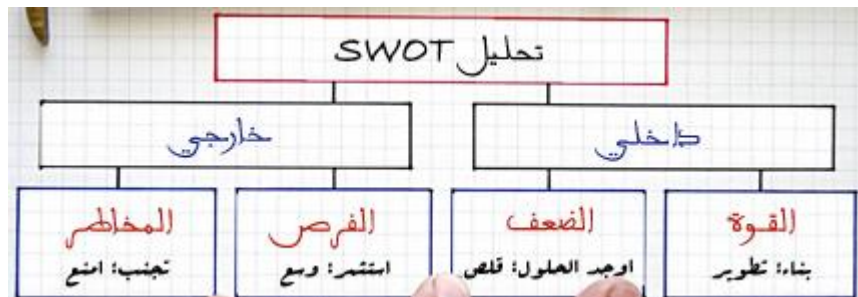 تحليل SWOT
داخلي
خارجي
القوة
بناء: تطوير
الضعف
اوجد الحلول: قلص
الفرص
استثمر: وسع
المخاطر
تجنب: امنع